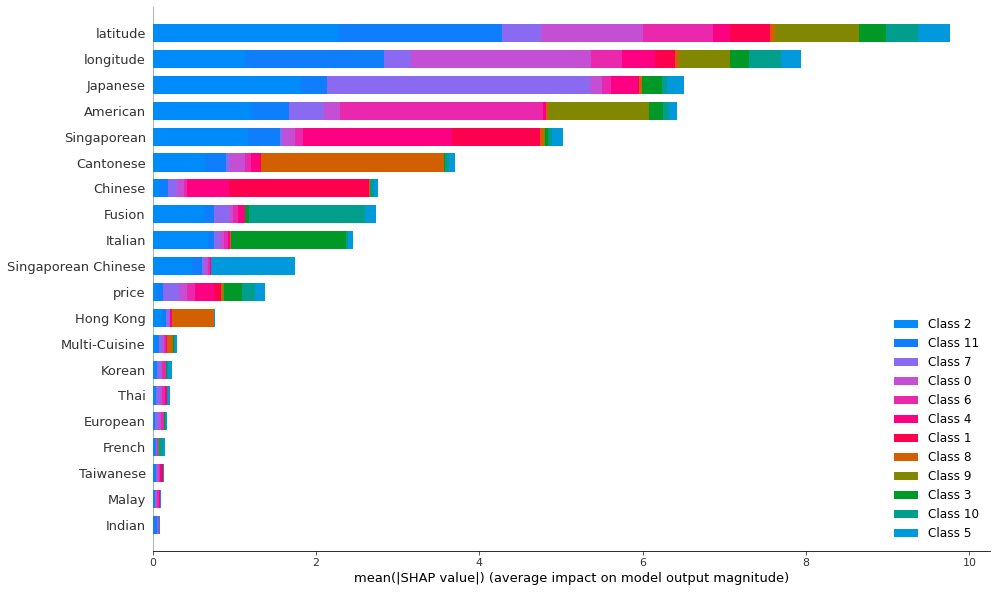 latitude
longitude
Japanese
American
Singaporean
Cantonese
Chinese
Fusion
Italian
Singaporean Chinese
price
Hong Kong
Multi-Cuisine
Korean
Thai
European
French
Taiwanese
Malay
Indian
Class 2
Class 11
Class 7
Class 0
Class 6
Class 4
Class 1
Class 8
Class 9
Class 3
Class 10
Class 5
0 2 4 6 8 10
mean(|SHAP value|) (average impact on model output magnitude)